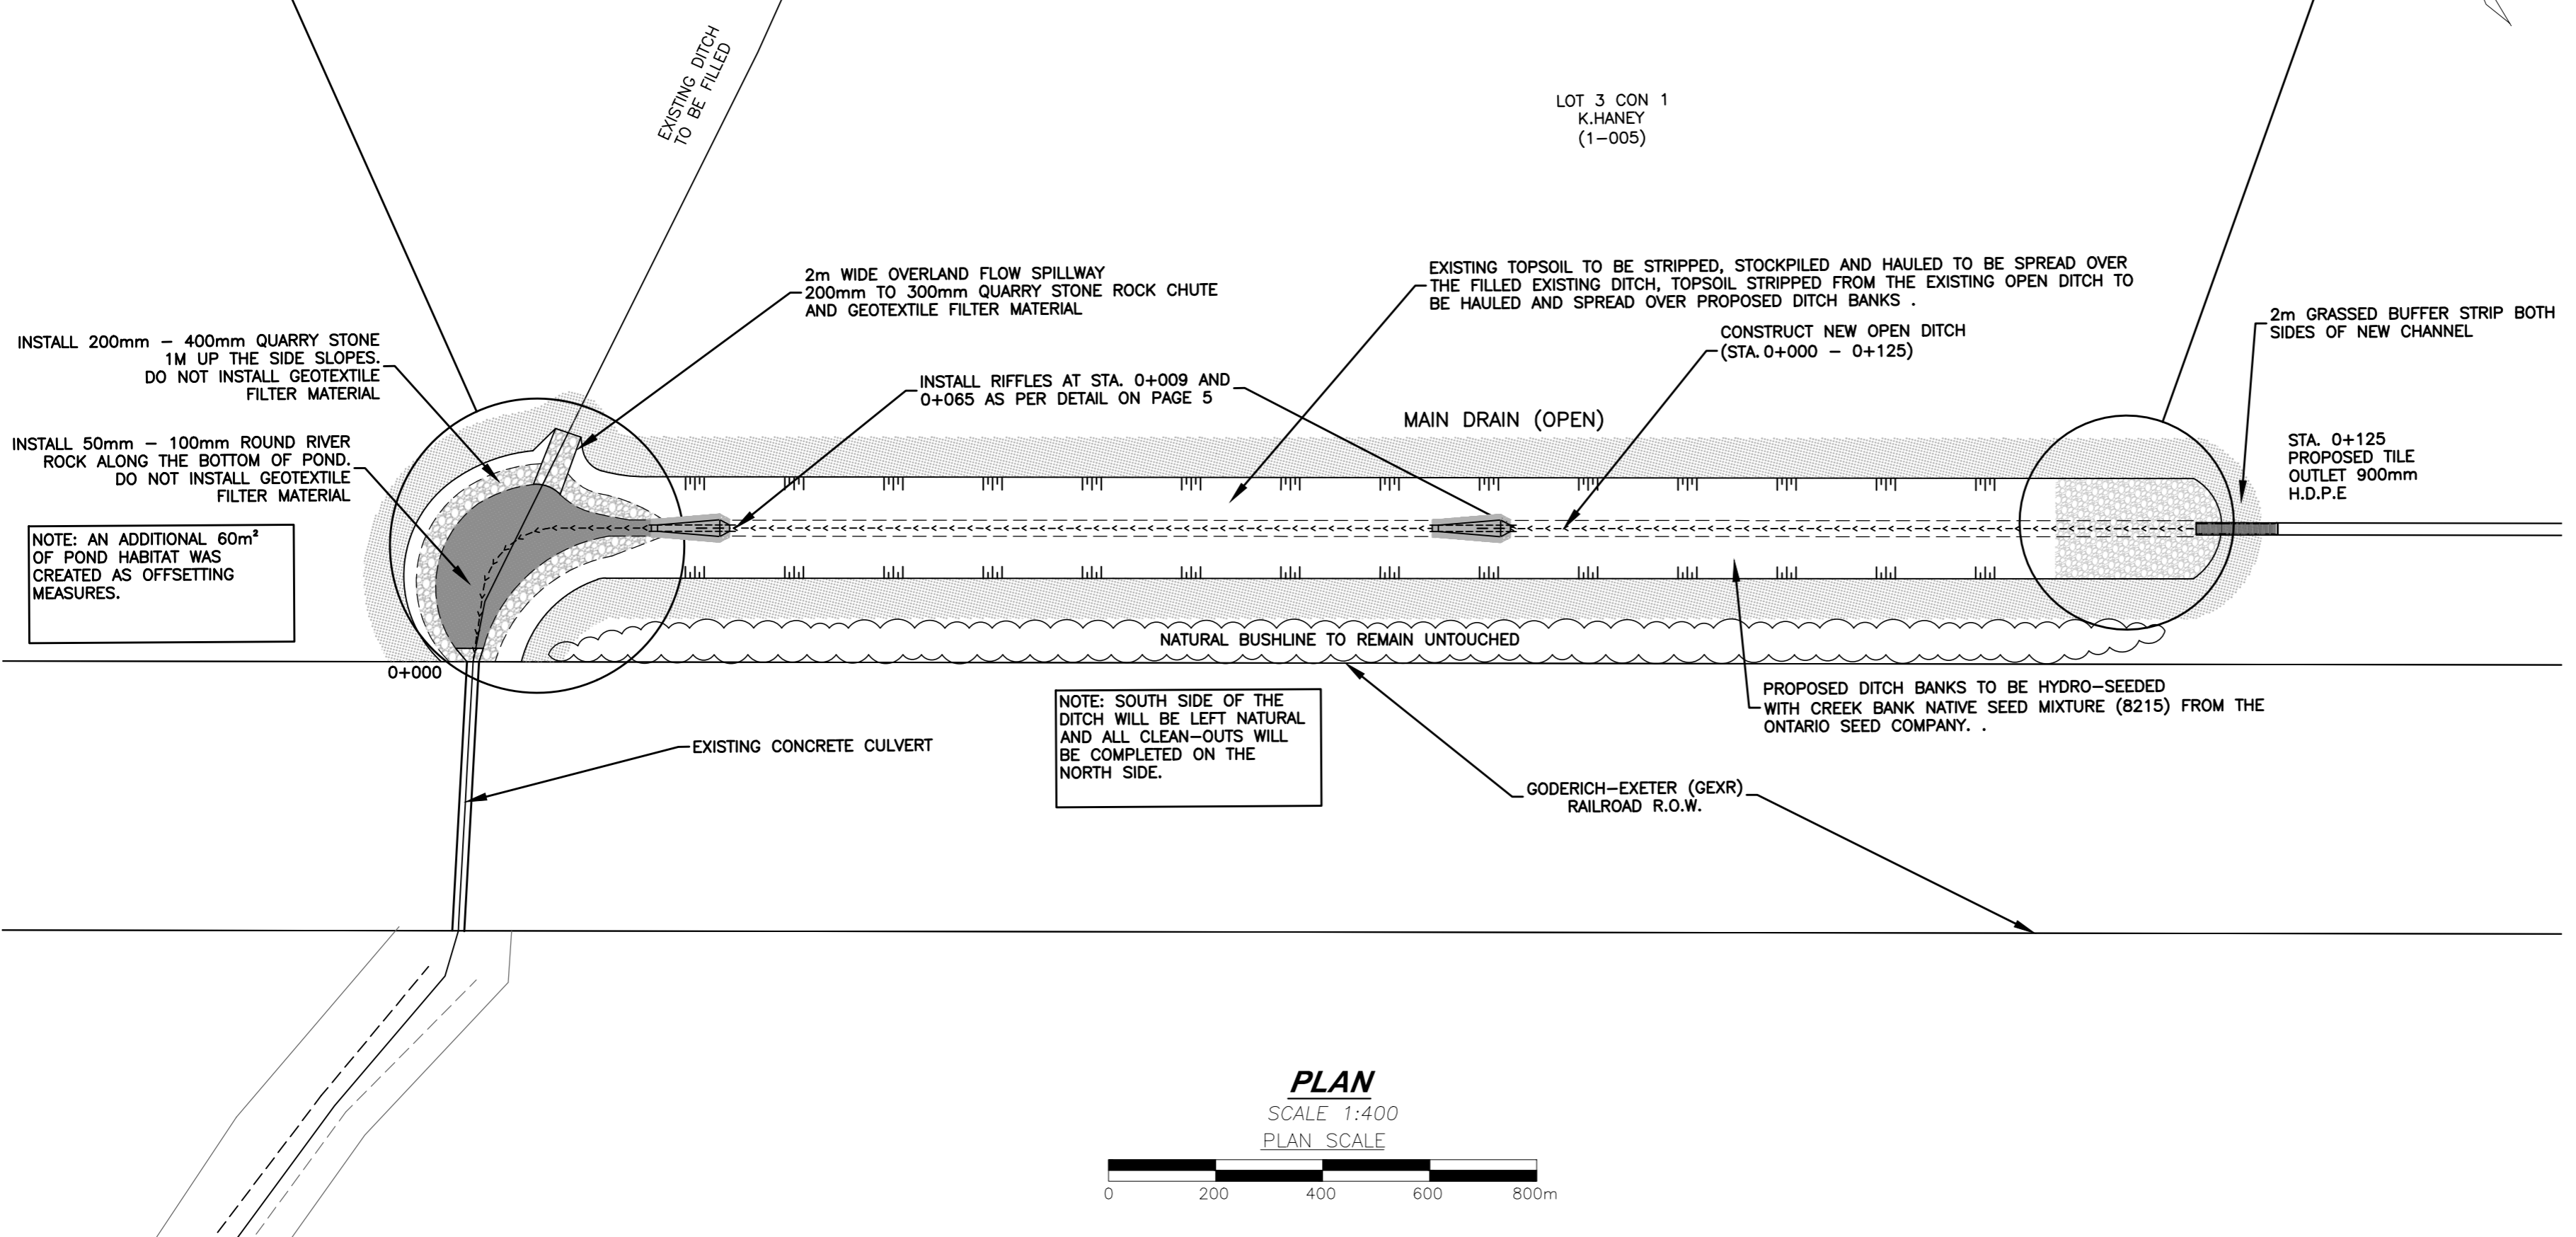 EXISTING DITCH
TO BE FILLED
LOT 3 CON 1
K.HANEY
(1-005)
2m WIDE OVERLAND FLOW SPILLWAY
200mm TO 300mm QUARRY STONE ROCK CHUTE
AND GEOTEXTILE FILTER MATERIAL
EXISTING TOPSOIL TO BE STRIPPED, STOCKPILED AND HAULED TO BE SPREAD OVER
THE FILLED EXISTING DITCH, TOPSOIL STRIPPED FROM THE EXISTING OPEN DITCH TO
BE HAULED AND SPREAD OVER PROPOSED DITCH BANKS .
2m GRASSED BUFFER STRIP BOTH
SIDES OF NEW CHANNEL
INSTALL 200mm - 400mm QUARRY STONE
1M UP THE SIDE SLOPES.
DO NOT INSTALL GEOTEXTILE
FILTER MATERIAL
CONSTRUCT NEW OPEN DITCH
(STA. 0+000 - 0+125)
INSTALL RIFFLES AT STA. 0+009 AND
0+065 AS PER DETAIL ON PAGE 5
MAIN DRAIN (OPEN)
INSTALL 50mm - 100mm ROUND RIVER
ROCK ALONG THE BOTTOM OF POND.
DO NOT INSTALL GEOTEXTILE
FILTER MATERIAL
STA. 0+125
PROPOSED TILE
OUTLET 900mm
H.D.P.E
NOTE: AN ADDITIONAL 60m²
OF POND HABITAT WAS
CREATED AS OFFSETTING
MEASURES.
NATURAL BUSHLINE TO REMAIN UNTOUCHED
0+000
NOTE: SOUTH SIDE OF THE
DITCH WILL BE LEFT NATURAL
AND ALL CLEAN-OUTS WILL
BE COMPLETED ON THE
NORTH SIDE.
PROPOSED DITCH BANKS TO BE HYDRO-SEEDED
WITH CREEK BANK NATIVE SEED MIXTURE (8215) FROM THE
ONTARIO SEED COMPANY. .
EXISTING CONCRETE CULVERT
GODERICH-EXETER (GEXR)
RAILROAD R.O.W.
PLAN
SCALE 1:400
PLAN SCALE
0 200 400 600 800m